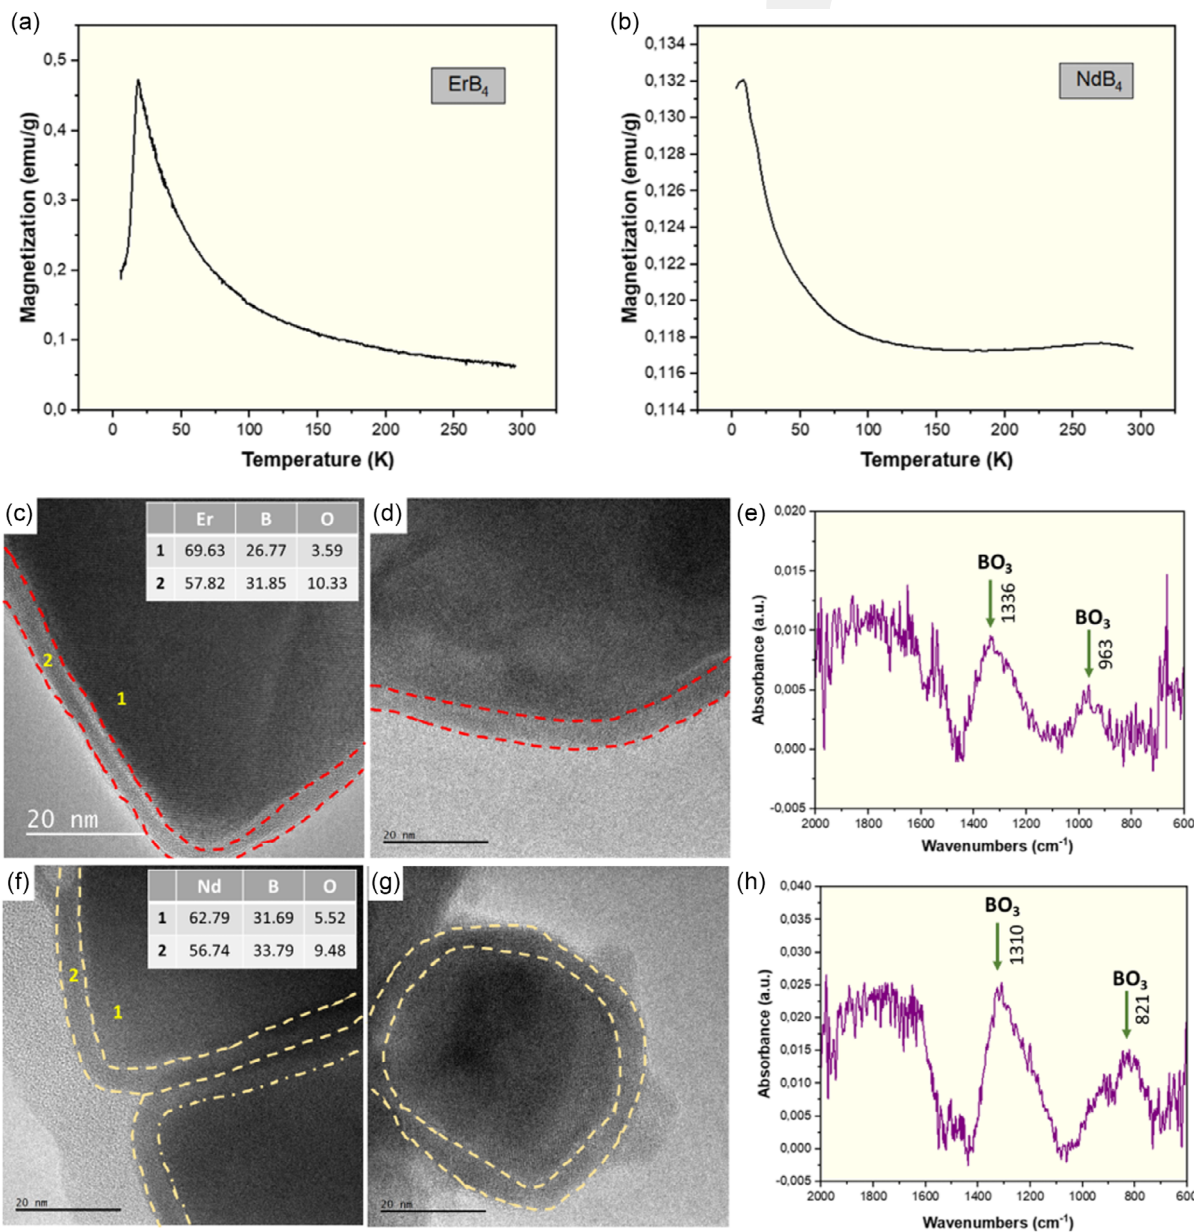 (a)
0,5
0,4
0,3
0,2
0,1
0,0
Magnetization (emu/g)
ErB4
0 50 100 150 200 250 300
Temperature (K)
(b)
0,134
0,132
0,130
0,128
0,126
0,124
0,122
0,120
0,118
0,116
0,114
Magnetization (emu/g)
NdB4
0 50 100 150 200 250 300
Temperature (K)
(c)
Er B O
1 69.63 26.77 3.59
2 57.82 31.85 10.33
2
1
20 nm
(d)
20 nm
(e)
0,020
0,015
0,010
0,005
0,000
-0,005
Absorbance (a.u.)
BO3
1336
BO3
963
2000 1800 1600 1400 1200 1000 800 600
Wavenumbers (cm-1)
(f)
Nd B O
1 62.79 31.69 5.52
2 56.74 33.79 9.48
2
1
20 nm
(g)
20 nm
(h)
0,040
0,035
0,030
0,025
0,020
0,015
0,010
0,005
0,000
-0,005
Absorbance (a.u.)
BO3
1310
BO3
821
2000 1800 1600 1400 1200 1000 800 600
Wavenumbers (cm-1)